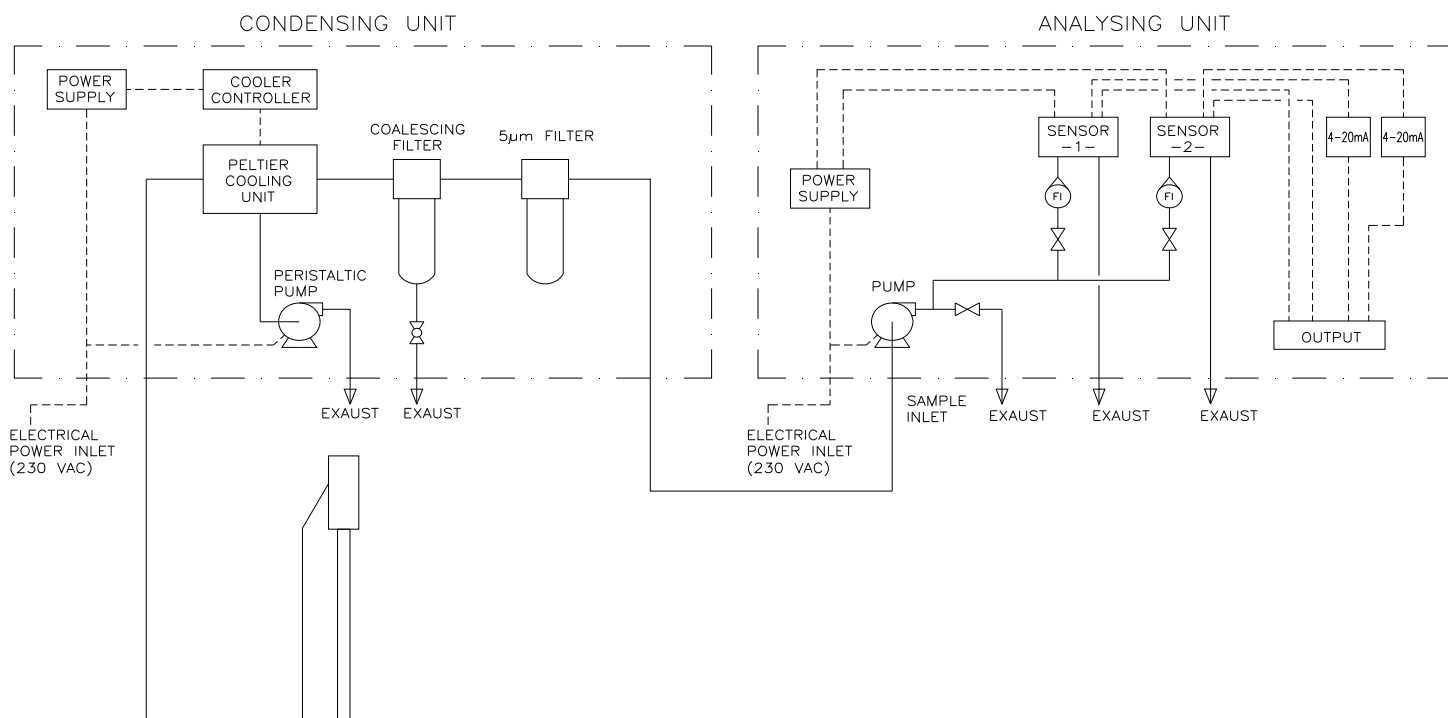 CONDENSING UNIT
ANALYSING UNIT
POWER
SUPPLY
COOLER
CONTROLLER
COALESCING
FILTER
5µm FILTER
PELTIER
COOLING
UNIT
PERISTALTIC
PUMP
EXAUST
EXAUST
ELECTRICAL
POWER INLET
(230 VAC)
SENSOR
-1-
SENSOR
-2-
4-20mA
4-20mA
POWER
SUPPLY
FI
FI
PUMP
OUTPUT
SAMPLE
INLET
EXAUST
EXAUST
EXAUST
ELECTRICAL
POWER INLET
(230 VAC)